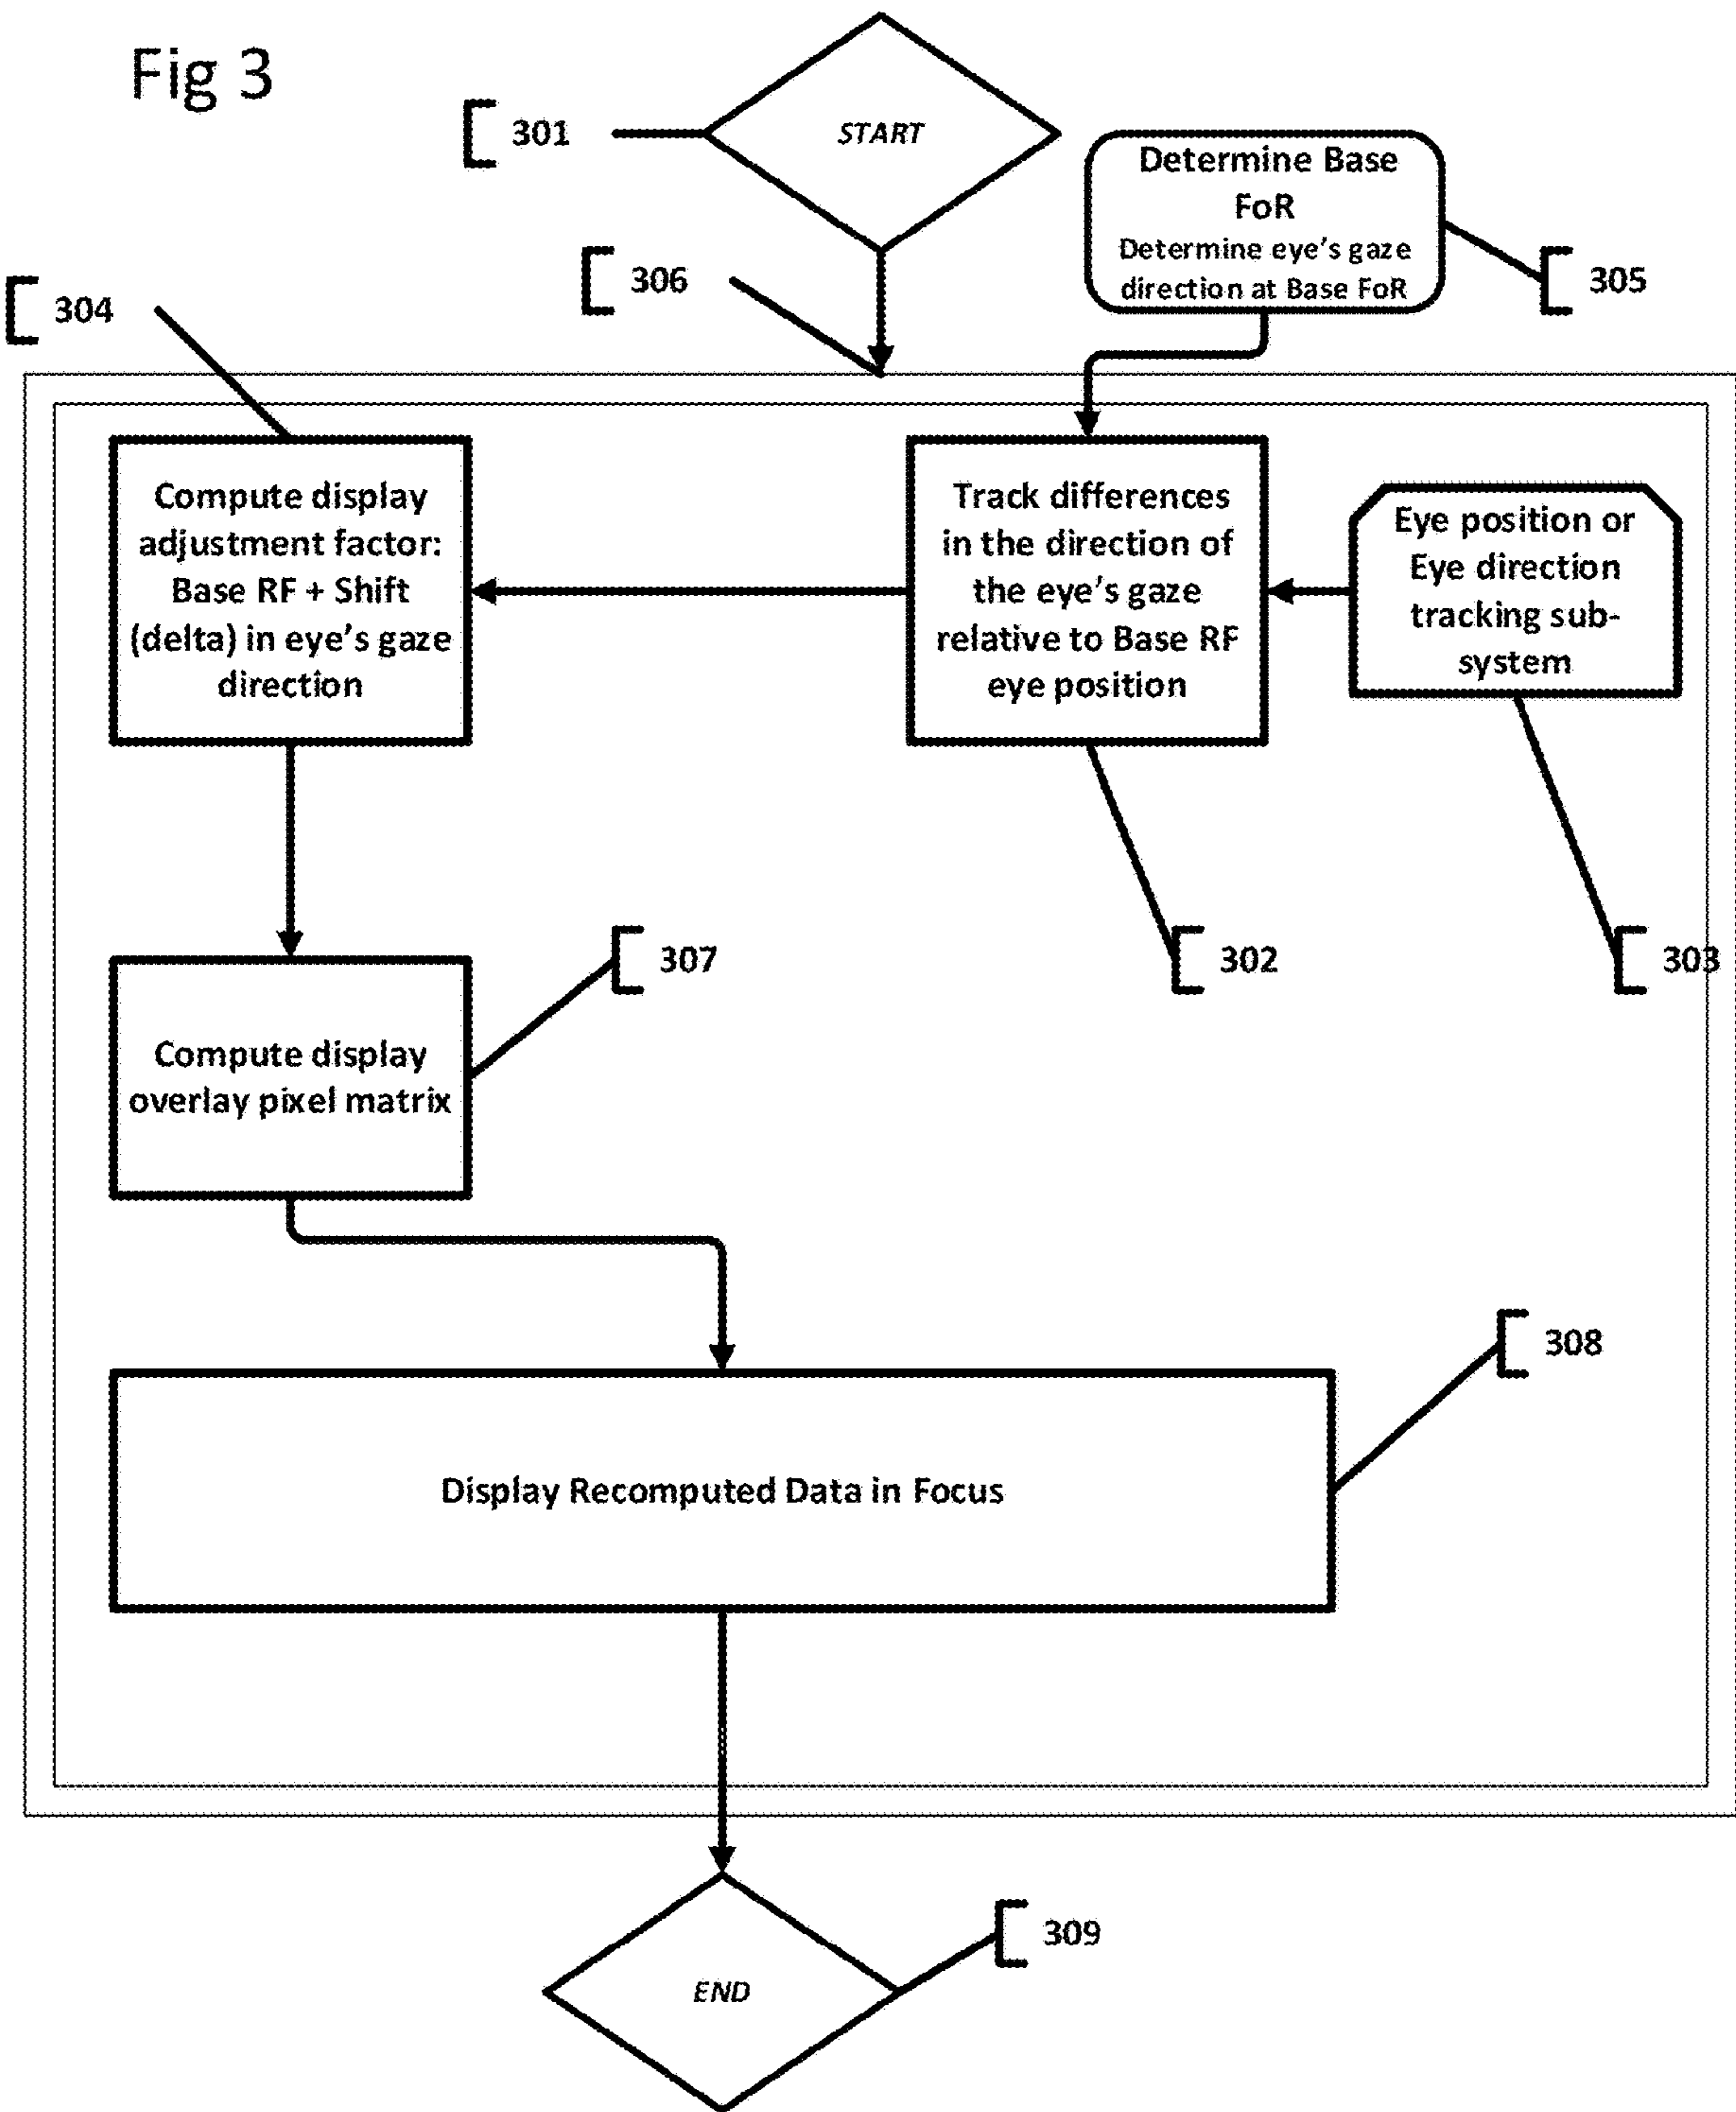 Fig 3
301
START
Determine Base
FoR
Determine eye's gaze
direction at Base FoR
305
306
304
Compute display
adjustment factor:
Base RF + Shift
(delta) in eye's gaze
direction
Track differences
in the direction of
the eye's gaze
relative to Base RF
eye position
Eye position or
Eye direction
tracking sub-
system
307
302
303
Compute display
overlay pixel matrix
308
Display Recomputed Data in Focus
309
END